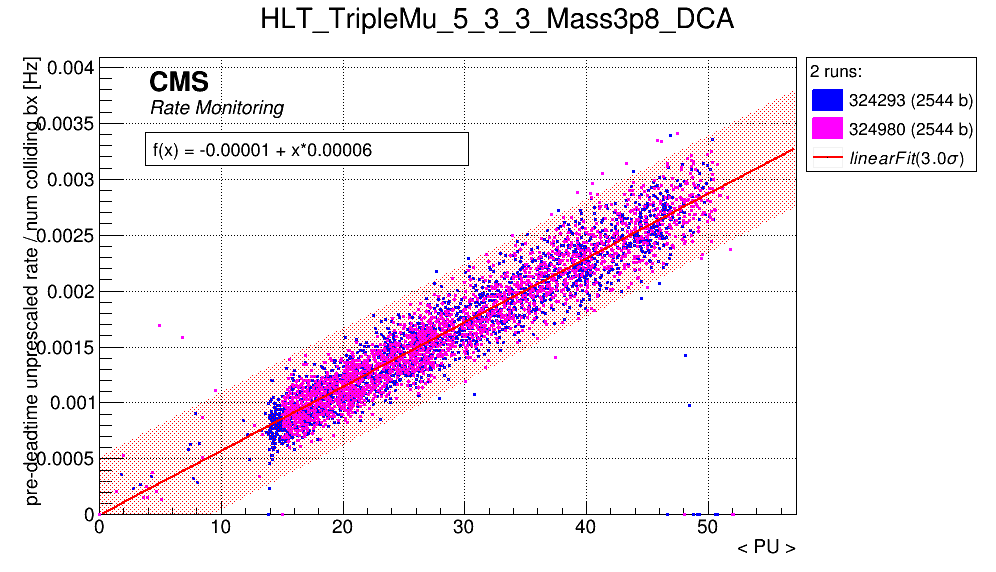 HLT_TripleMu_5_3_3_Mass3p8_DCA
pre-deadtime unprescaled rate / num colliding bx [Hz]
0.004
0.0035
0.003
0.0025
0.002
0.0015
0.001
0.0005
0
CMS
Rate Monitoring
f(x) = -0.00001 + x*0.00006
0 10 20 30 40 50
< PU >
2 runs:
324293 (2544 b)
324980 (2544 b)
linearFit(3.0σ)